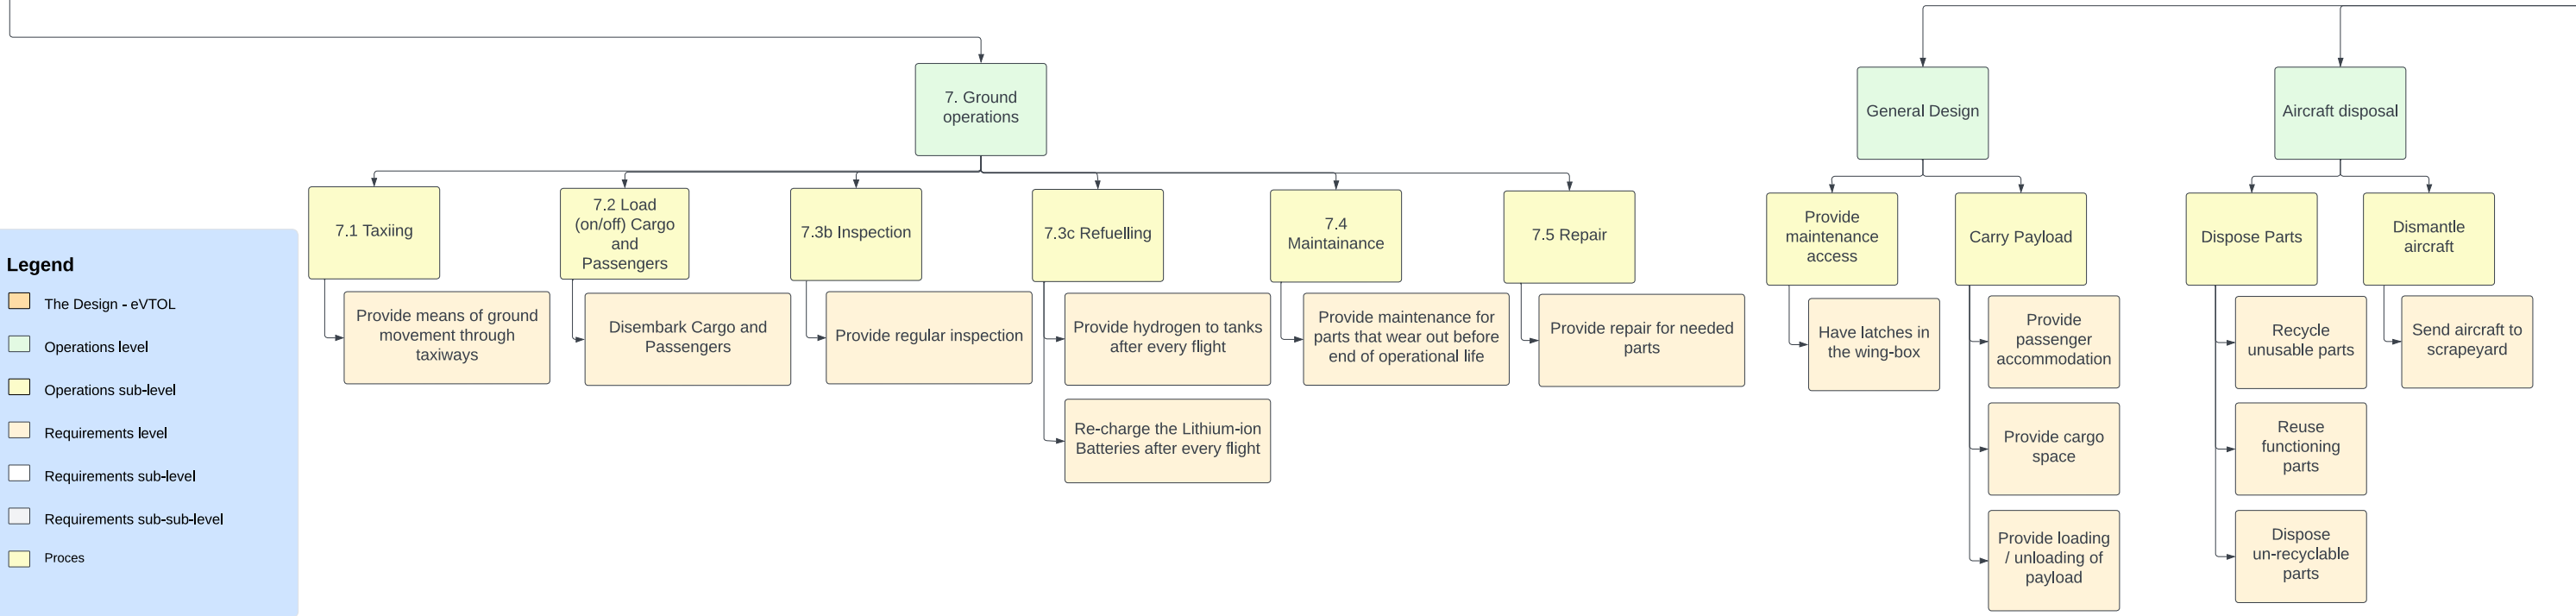 7. Ground
operations
General Design
Aircraft disposal
7.1 Taxiing
7.2 Load
(on/off) Cargo
and
Passengers
7.3b Inspection
7.3c Refuelling
7.4
Maintainance
7.5 Repair
Provide
maintenance
access
Carry Payload
Dispose Parts
Dismantle
aircraft
Provide means of ground
movement through
taxiways
Disembark Cargo and
Passengers
Provide regular inspection
Provide hydrogen to tanks
after every flight
Re-charge the Lithium-ion
Batteries after every flight
Provide maintenance for
parts that wear out before
end of operational life
Provide repair for needed
parts
Have latches in
the wing-box
Provide
passenger
accommodation
Provide cargo
space
Provide loading
/ unloading of
payload
Recycle
unusable parts
Reuse
functioning
parts
Dispose
un-recyclable
parts
Send aircraft to
scrapeyard
Legend
The Design - eVTOL
Operations level
Operations sub-level
Requirements level
Requirements sub-level
Requirements sub-sub-level
Proces